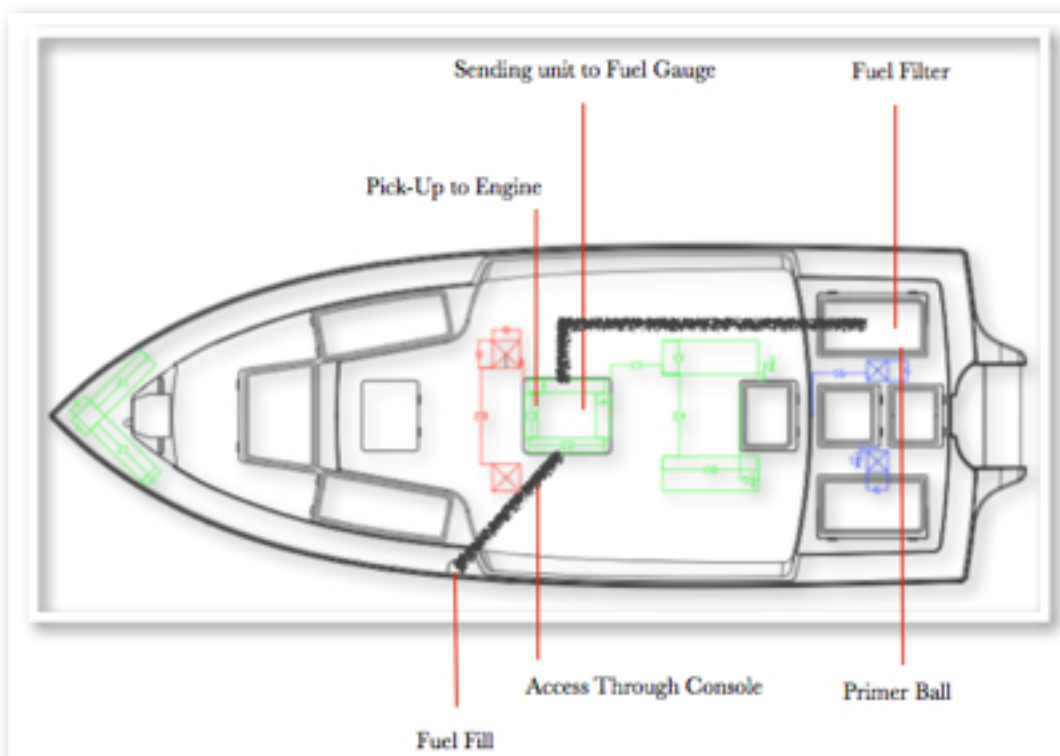 Sending unit to Fuel Gauge
Fuel Filter
Pick-Up to Engine
Access Through Console
Primer Ball
Fuel Fill